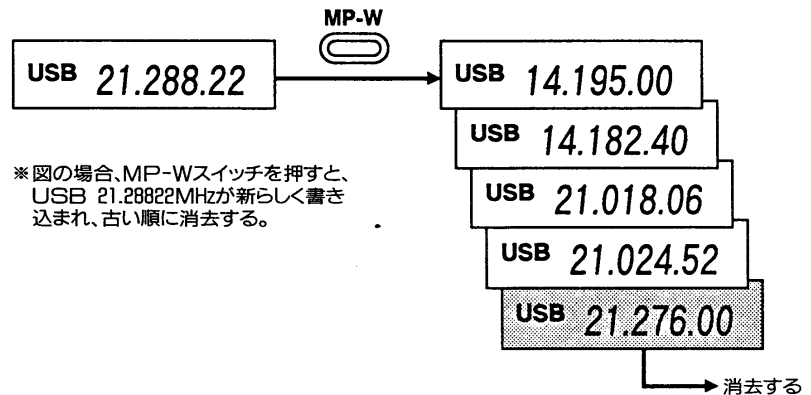 MP-W
USB 21.288.22
USB 14.195.00
USB 14.182.40
USB 21.018.06
USB 21.024.52
USB 21.276.00
※図の場合、MP-Wスイッチを押すと、
USB 21.28822MHzが新らしく書き
込まれ、古い順に消去する。
消去する